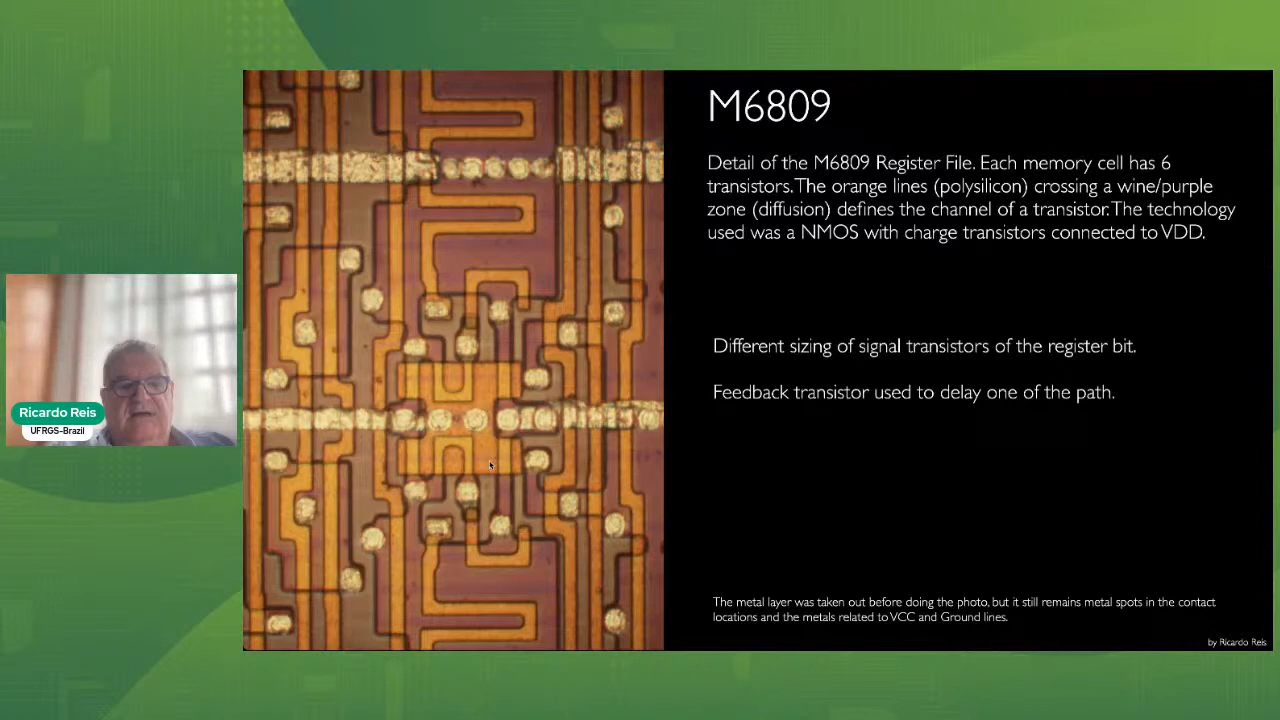 M6809
Detail of the M6809 Register File. Each memory cell has 6
transistors.The orange lines (polysilicon) crossing a wine/purple
zone (diffusion) defines the channel of a transistor.The technology
used was a NMOS with charge transistors connected to VDD.
Different sizing of signal transistors of the register bit.
Feedback transistor used to delay one of the path.
The metal layer was taken out before doing the photo, but it still remains metal spots in the contact
locations and the metals related to VCC and Ground lines.
by Ricardo Reis
Ricardo Reis
UFRGS-Brazil